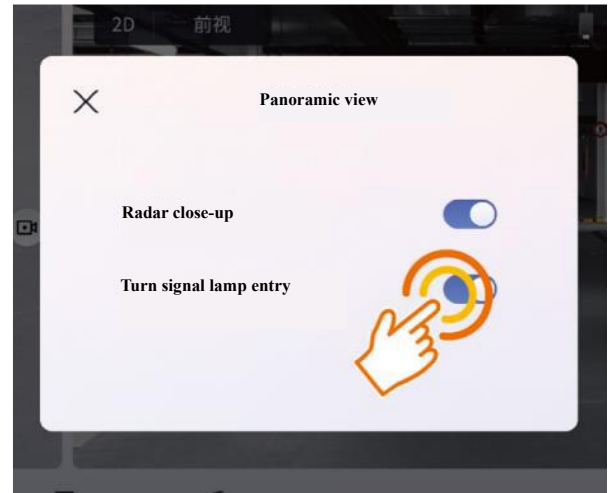 2D 前视
Panoramic view
Radar close-up
Turn signal lamp entry